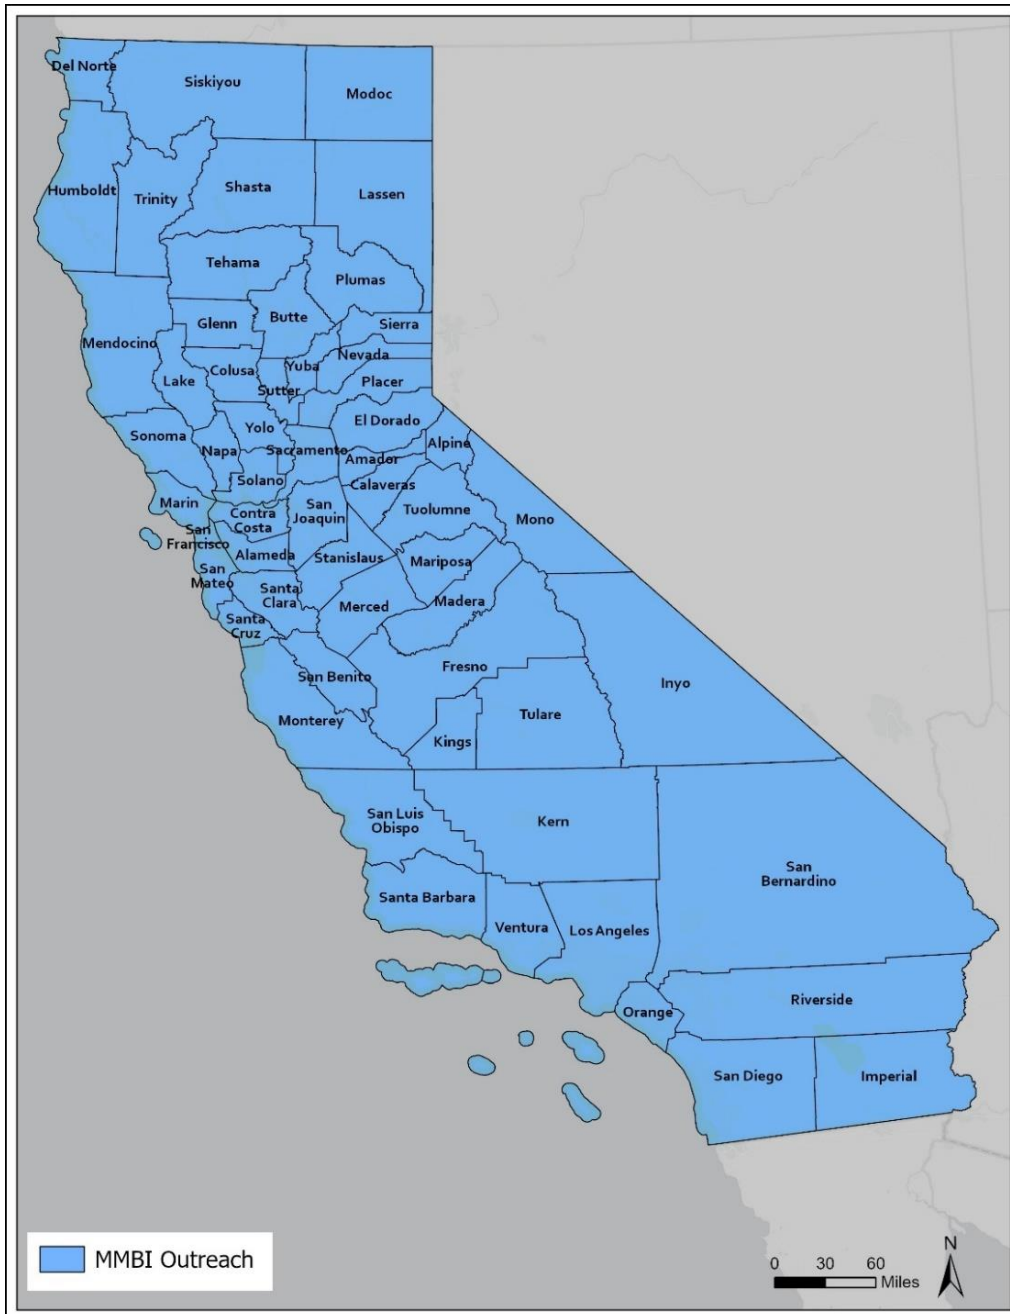 Del Norte
Siskiyou
Modoc
Humboldt
Trinity
Shasta
Lassen
Tehama
Plumas
Glenn
Butte
Sierra
Mendocino
Nevada
Yuba
Colusa
Lake
Placer
Sutter
El Dorado
Yolo
Sonoma
Alpine
Napa
Sacramento
Amador
Solano
Calaveras
Marin
San
Joaquin
Tuolumne
Contra
Costa
Mono
San
Francisco
Alameda
Stanislaus
Mariposa
San
Mateo
Santa
Clara
Merced
Madera
Santa
Cruz
Fresno
San Benito
Inyo
Monterey
Tulare
Kings
San Luis
Obispo
Kern
San
Bernardino
Santa Barbara
Ventura
Los Angeles
Riverside
Orange
San Diego
Imperial
MMBI Outreach
N
0 30 60
Miles